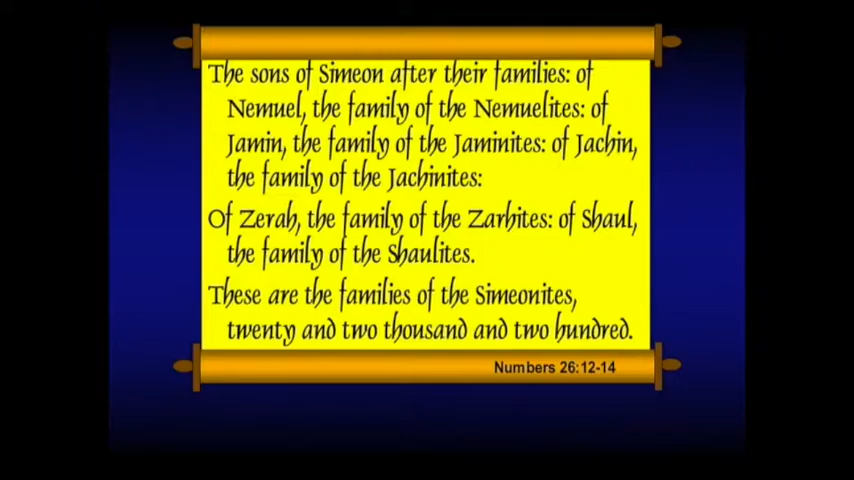 The sons of Simeon after their families: of
Nemuel, the family of the Nemuelites: of
Jamin, the family of the Jaminites: of Jachin,
the family of the Jachinites:
Of Zerah, the family of the Zarhites: of Shaul,
the family of the Shaulites.
These are the families of the Simeonites,
twenty and two thousand and two hundred.
Numbers 26:12-14